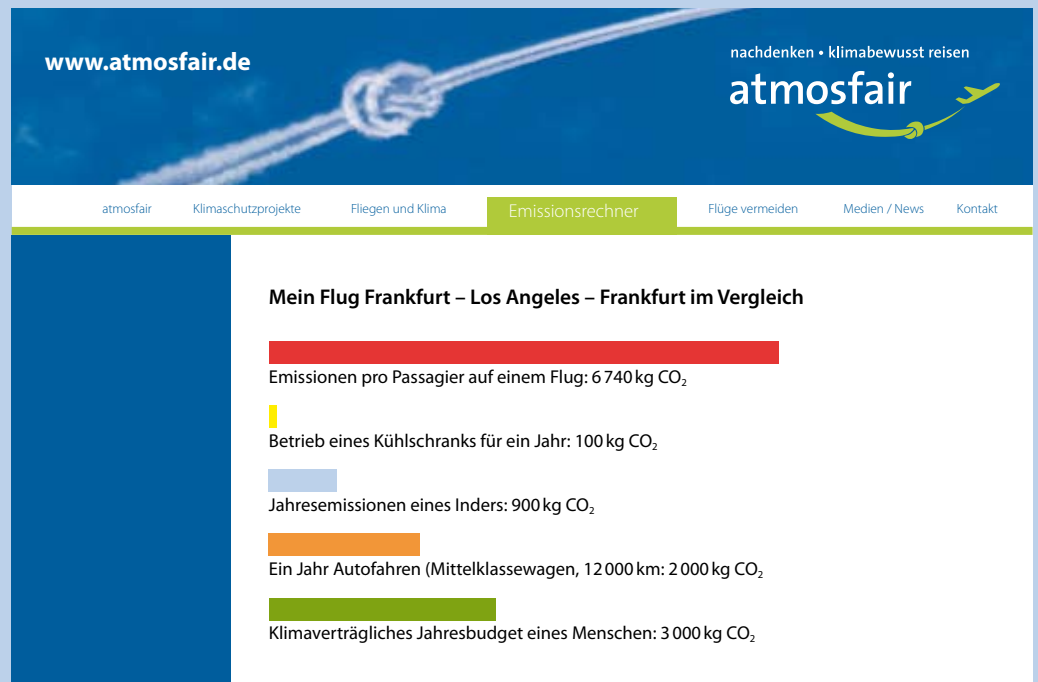 www.atmosfair.de
nachdenken • klimabewusst reisen
atmosfair
atmosfair Klimaschutzprojekte Fliegen und Klima Emissionsrechner Flüge vermeiden Medien / News Kontakt
Mein Flug Frankfurt – Los Angeles – Frankfurt im Vergleich
Emissionen pro Passagier auf einem Flug: 6 740 kg CO₂
Betrieb eines Kühlschranks für ein Jahr: 100 kg CO₂
Jahresemissionen eines Inders: 900 kg CO₂
Ein Jahr Autofahren (Mittelklassewagen, 12 000 km: 2 000 kg CO₂
Klimaverträgliches Jahresbudget eines Menschen: 3 000 kg CO₂